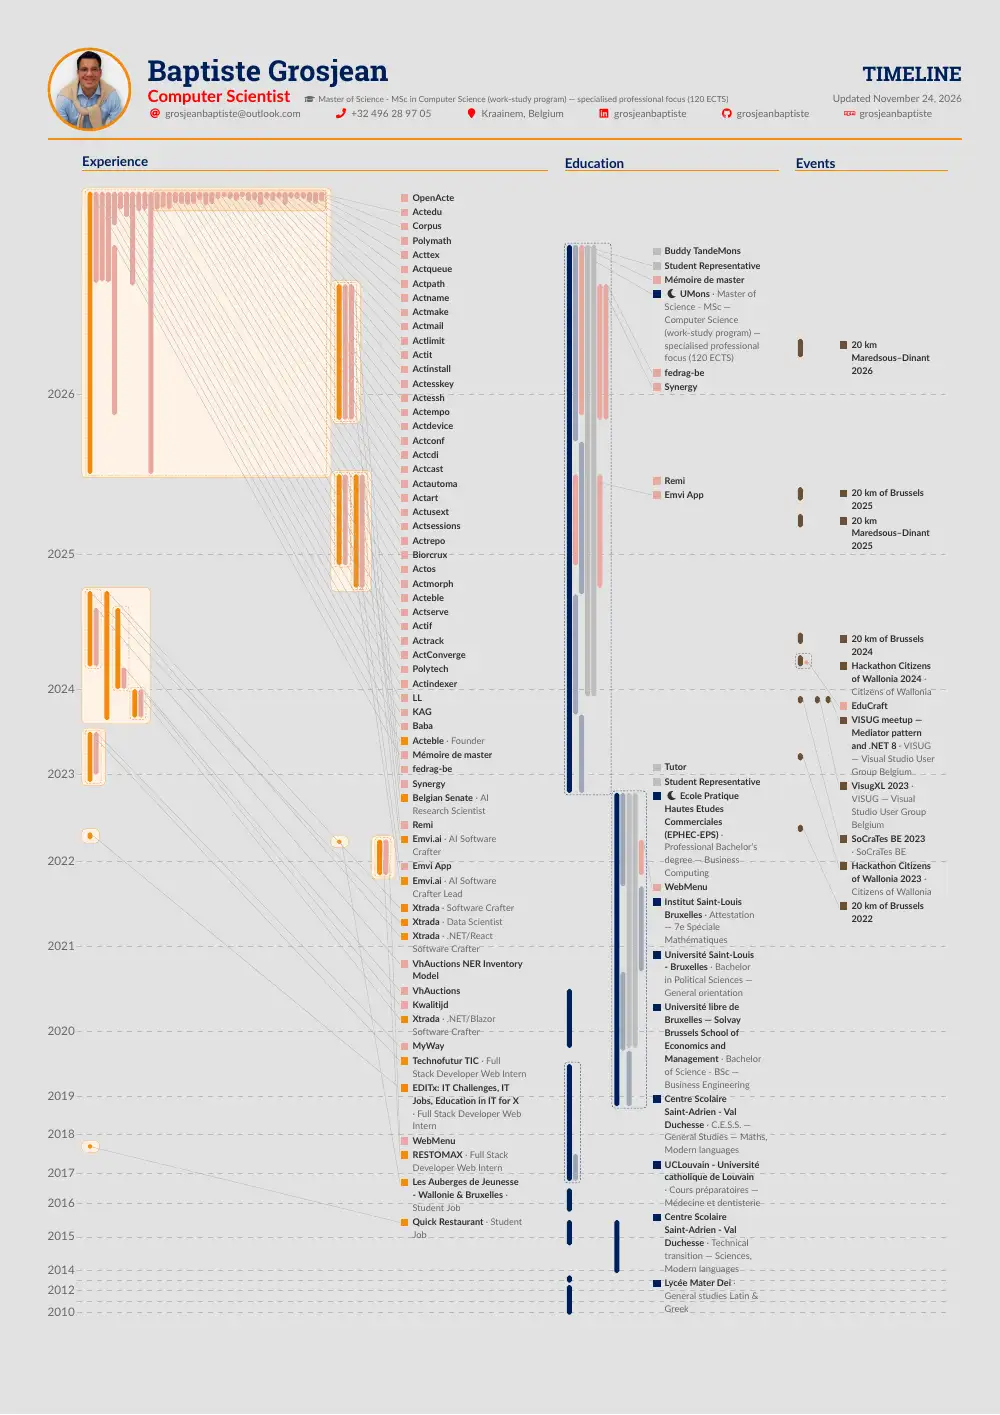 Baptiste Grosjean
TIMELINE
Computer Scientist
Master of Science - MSc in Computer Science (work-study program) — specialised professional focus (120 ECTS)
Updated November 24, 2026
grosjeanbaptiste@outlook.com
+32 496 28 97 05
Kraainem, Belgium
grosjeanbaptiste
grosjeanbaptiste
grosjeanbaptiste
Experience
OpenActe
Actedu
Corpus
Polymath
Acttex
Actqueue
Actpath
Actname
Actmake
Actmail
Actlimit
Actit
Actinstall
Actesskey
Actessh
Actempo
Actdevice
Actconf
Actcdi
Actcast
Actautoma
Actart
Actusext
Actsessions
Actrepo
Biorcrux
Actos
Actmorph
Acteble
Actserve
Actif
Actrack
ActConverge
Polytech
Actindexer
LL
KAG
Baba
Acteble · Founder
Mémoire de master
fedrag-be
Synergy
Belgian Senate · AI
Research Scientist
Remi
Emvi.ai · AI Software
Crafter
Emvi App
Emvi.ai · AI Software
Crafter Lead
Xtrada · Software Crafter
Xtrada · Data Scientist
Xtrada · .NET/React
Software Crafter
VhAuctions NER Inventory
Model
VhAuctions
Kwalitijd
Xtrada · .NET/Blazor
Software Crafter
MyWay
Technofutur TIC · Full
Stack Developer Web Intern
EDITx: IT Challenges, IT
Jobs, Education in IT for X
· Full Stack Developer Web
Intern
WebMenu
RESTOMAX · Full Stack
Developer Web Intern
Les Auberges de Jeunesse
- Wallonie & Bruxelles ·
Student Job
Quick Restaurant · Student
Job
Education
Buddy TandeMons
Student Representative
Mémoire de master
UMons · Master of
Science - MSc —
Computer Science
(work-study program) —
specialised professional
focus (120 ECTS)
fedrag-be
Synergy
Remi
Emvi App
Tutor
Student Representative
Ecole Pratique
Hautes Etudes
Commerciales
(EPHEC-EPS) ·
Professional Bachelor's
degree — Business
Computing
WebMenu
Institut Saint-Louis
Bruxelles · Attestation
— 7e Spéciale
Mathématiques
Université Saint-Louis
- Bruxelles · Bachelor
in Political Sciences —
General orientation
Université libre de
Bruxelles — Solvay
Brussels School of
Economics and
Management · Bachelor
of Science - BSc —
Business Engineering
Centre Scolaire
Saint-Adrien - Val
Duchesse · C.E.S.S. —
General Studies — Maths,
Modern languages
UCLouvain - Université
catholique de Louvain
· Cours préparatoires —
Médecine et dentisterie
Centre Scolaire
Saint-Adrien - Val
Duchesse · Technical
transition — Sciences,
Modern languages
Lycée Mater Dei ·
General studies Latin &
Greek
Events
20 km
Maredsous–Dinant
2026
20 km of Brussels
2025
20 km
Maredsous–Dinant
2025
20 km of Brussels
2024
Hackathon Citizens
of Wallonia 2024 ·
Citizens of Wallonia
EduCraft
VISUG meetup —
Mediator pattern
and .NET 8 · VISUG
— Visual Studio User
Group Belgium
VisugXL 2023 ·
VISUG — Visual
Studio User Group
Belgium
SoCraTes BE 2023
· SoCraTes BE
Hackathon Citizens
of Wallonia 2023 ·
Citizens of Wallonia
20 km of Brussels
2022
2026
2025
2024
2023
2022
2021
2020
2019
2018
2017
2016
2015
2014
2012
2010